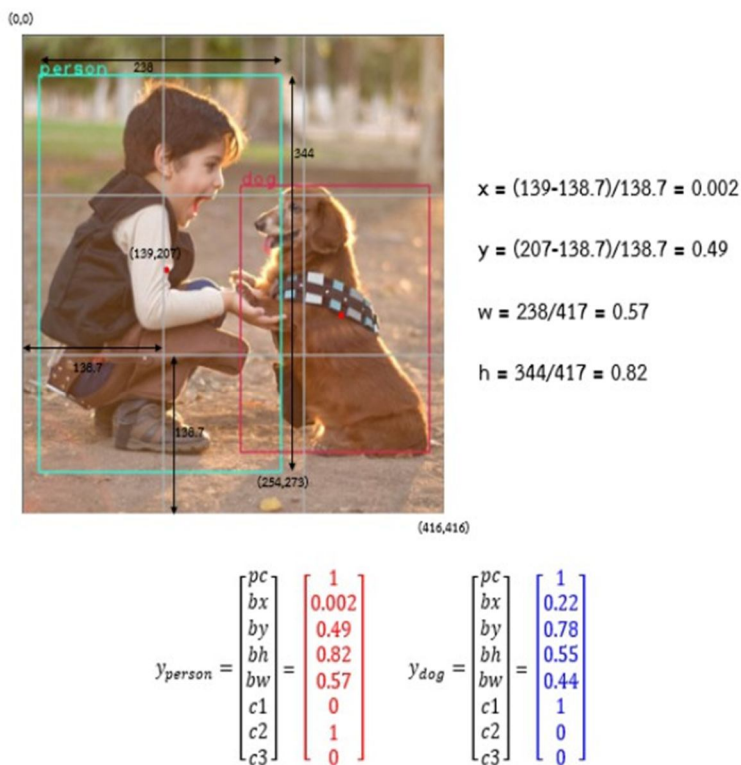 (0,0)
person
238
344
dog
(139,207)
138.7
138.7
(254,273)
(416,416)
x = (139-138.7)/138.7 = 0.002
y = (207-138.7)/138.7 = 0.49
w = 238/417 = 0.57
h = 344/417 = 0.82
y person = [pc bx by bh bw c1 c2 c3] = [1 0.002 0.49 0.82 0.57 0 1 0]
y dog = [pc bx by bh bw c1 c2 c3] = [1 0.22 0.78 0.55 0.44 1 0 0]